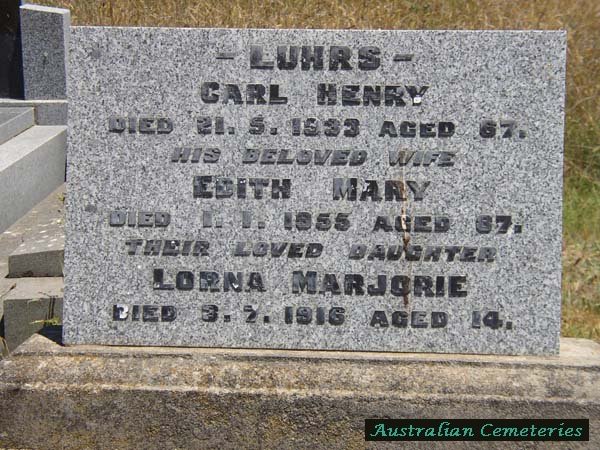 – LUHRS –
CARL HENRY
DIED 21. 5. 1933 AGED 67.
HIS BELOVED WIFE
EDITH MARY
DIED 1. 1. 1955 AGED 87.
THEIR LOVED DAUGHTER
LORNA MARJORIE
DIED 3. 7. 1916 AGED 14.
Australian Cemeteries